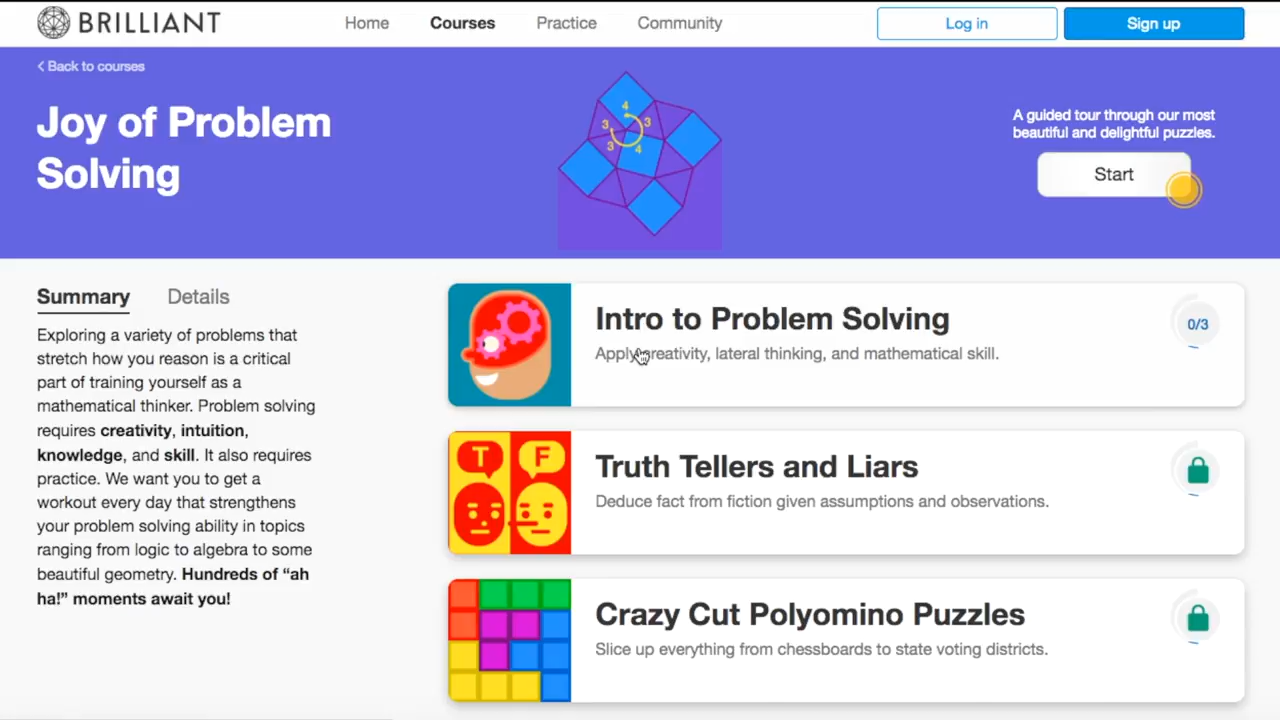 BRILLIANT
Home
Courses
Practice
Community
Log in
Sign up
Back to courses
Joy of Problem
Solving
4
3
3
3
4
A guided tour through our most
beautiful and delightful puzzles.
Start
Summary
Details
Exploring a variety of problems that
stretch how you reason is a critical
part of training yourself as a
mathematical thinker. Problem solving
requires creativity, intuition,
knowledge, and skill. It also requires
practice. We want you to get a
workout every day that strengthens
your problem solving ability in topics
ranging from logic to algebra to some
beautiful geometry. Hundreds of “ah
ha!” moments await you!
Intro to Problem Solving
Apply creativity, lateral thinking, and mathematical skill.
0/3
T
F
Truth Tellers and Liars
Deduce fact from fiction given assumptions and observations.
Crazy Cut Polyomino Puzzles
Slice up everything from chessboards to state voting districts.